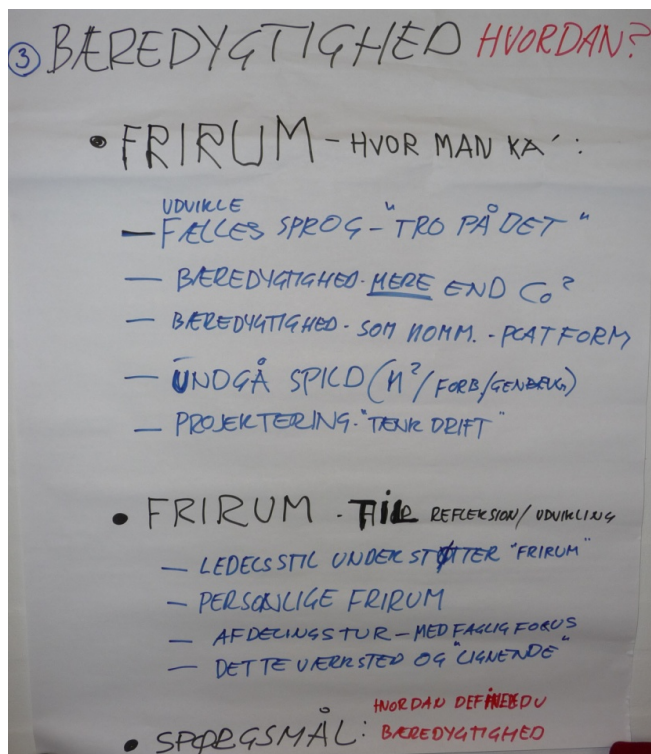 ③ BÆREDYGTIGHED HVORDAN?
• FRIRUM - HVOR MAN KA´:
UDVIKLE
— FÆLLES SPROG - "TRO PÅ DET"
— BÆREDYGTIGHED - MERE END CO²
— BÆREDYGTIGHED - SOM KOMM. - PLATFORM
— UNDGÅ SPILD (M²/FORB/GENBRUG)
— PROJEKTERING - "TÆNK DRIFT"
• FRIRUM - TIL REFLEKSION/UDVIKLING
— LEDELSSTIL UNDERSTØTTER "FRIRUM"
— PERSONLIGE FRIRUM
— AFDELINGSTUR - MED FAGLIG FOKUS
— DETTE VÆRKSTED OG "LIGNENDE"
• SPØRGSMÅL: HVORDAN DU
BÆREDYGTIGHED